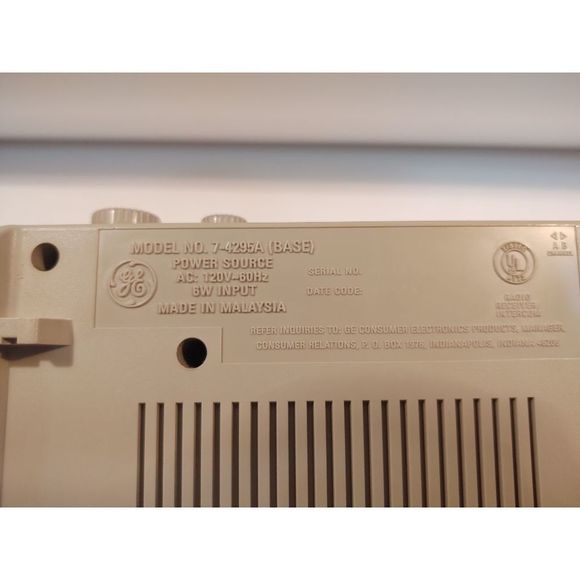 MODEL NO. 7-4295A (BASE)
POWER SOURCE
AC: 120V~60Hz
6W INPUT
MADE IN MALAYSIA
GE
SERIAL NO.
DATE CODE:
LISTED
UL
RADIO
RECEIVER,
INTERCOM
A B
CHANNEL
REFER INQUIRIES TO: GE CONSUMER ELECTRONICS PRODUCTS, MANAGER,
CONSUMER RELATIONS, P. O. BOX 1976, INDIANAPOLIS, INDIANA 46206